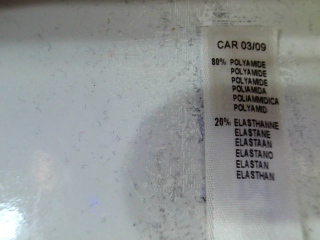 CAR 03/09
80% POLYAMIDE
POLYAMIDE
POLYAMIDE
POLIAMIDA
POLIAMMIDICA
POLYAMID
20% ELASTHANNE
ELASTANE
ELASTAAN
ELASTANO
ELASTAN
ELASTHAN